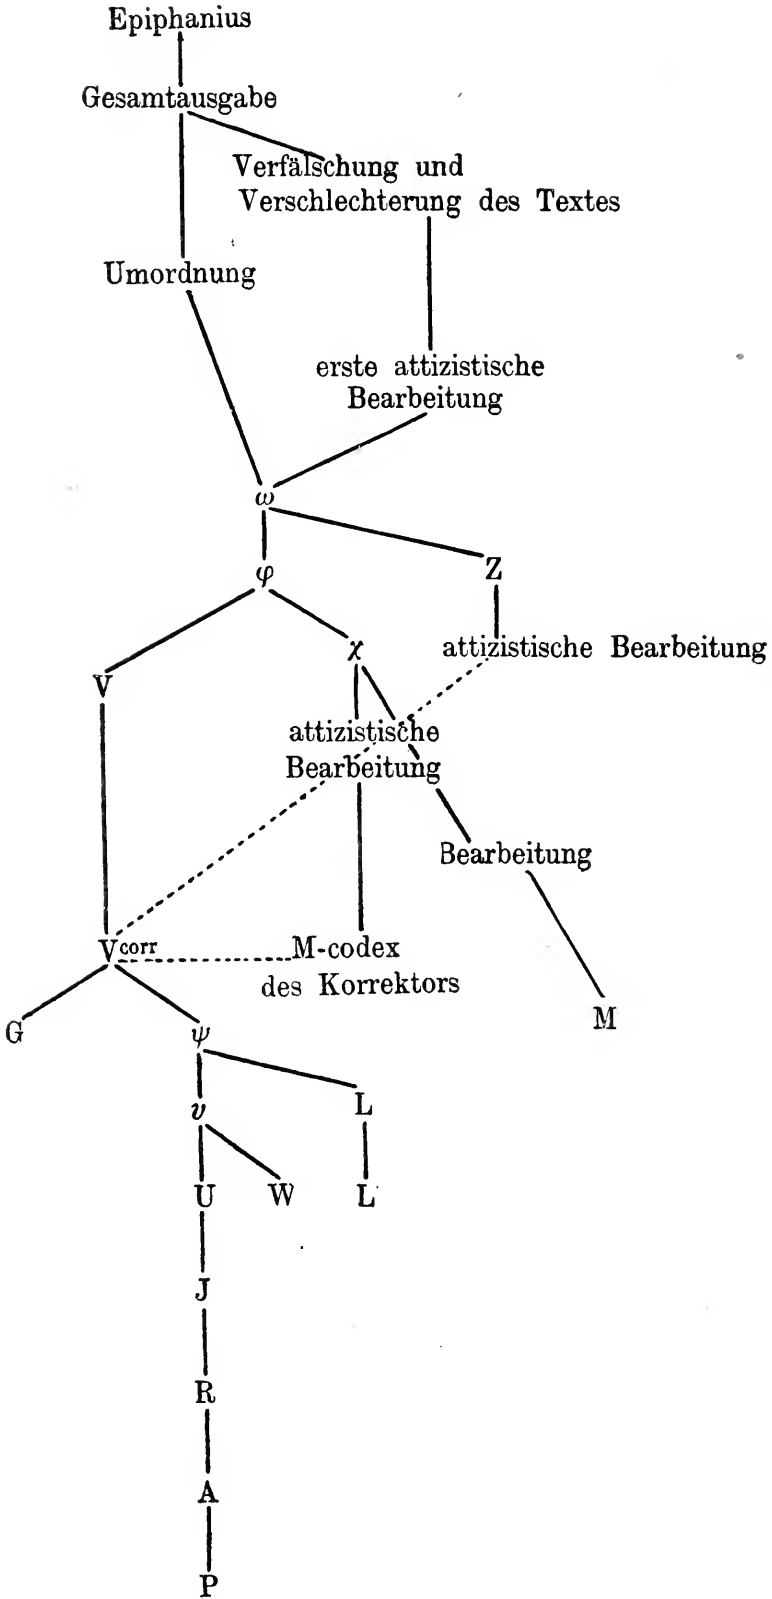 Epiphanius
Gesamtausgabe
Verfälschung und
Verschlechterung des Textes
Umordnung
erste attizistische
Bearbeitung
ω
Z
φ
χ
attizistische Bearbeitung
V
attizistische
Bearbeitung
Bearbeitung
Vcorr
M-codex
des Korrektors
M
G
ψ
υ
L
U
W
L
J
R
A
P